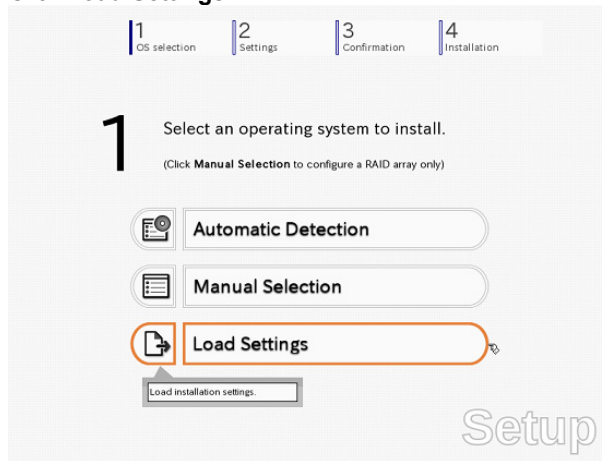 1
OS selection
2
Settings
3
Confirmation
4
Installation
1
Select an operating system to install.
(Click Manual Selection to configure a RAID array only)
Automatic Detection
Manual Selection
Load Settings
Load installation settings.
Setup